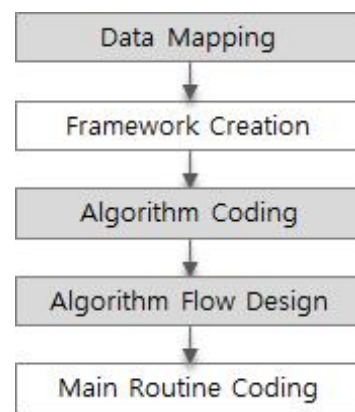 Data Mapping
Framework Creation
Algorithm Coding
Algorithm Flow Design
Main Routine Coding